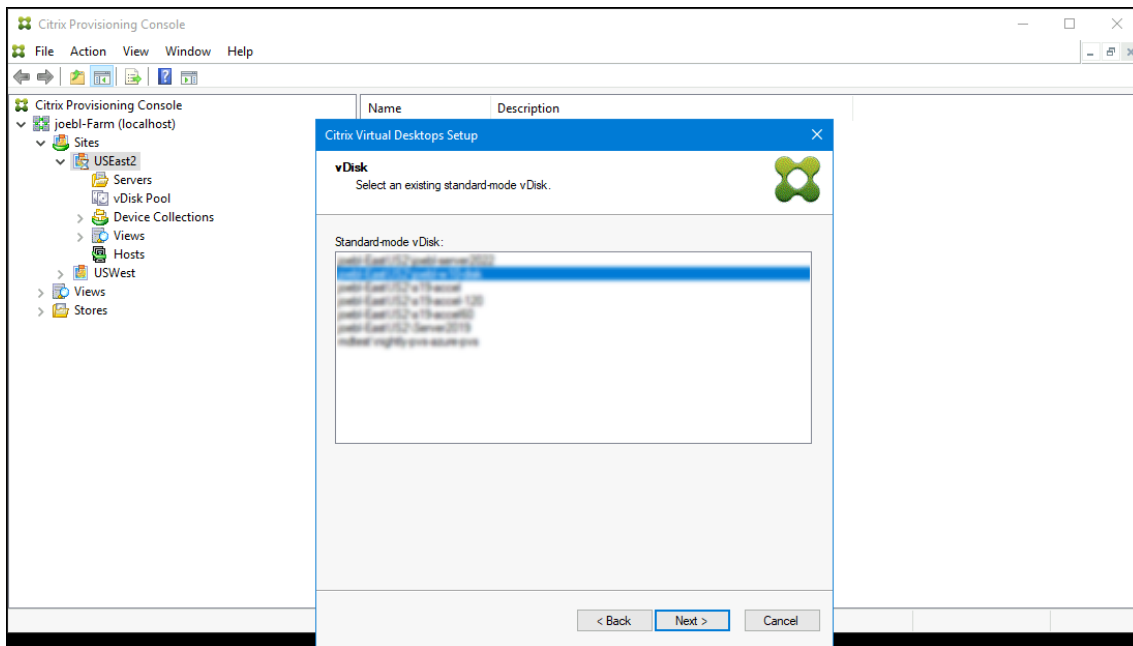 Citrix Provisioning Console
File Action View Window Help
Citrix Provisioning Console
joebl-Farm (localhost)
Sites
USEast2
Servers
vDisk Pool
Device Collections
Views
Hosts
USWest
Views
Stores
Name Description
Citrix Virtual Desktops Setup
vDisk
Select an existing standard-mode vDisk.
Standard-mode vDisk:
< Back Next > Cancel